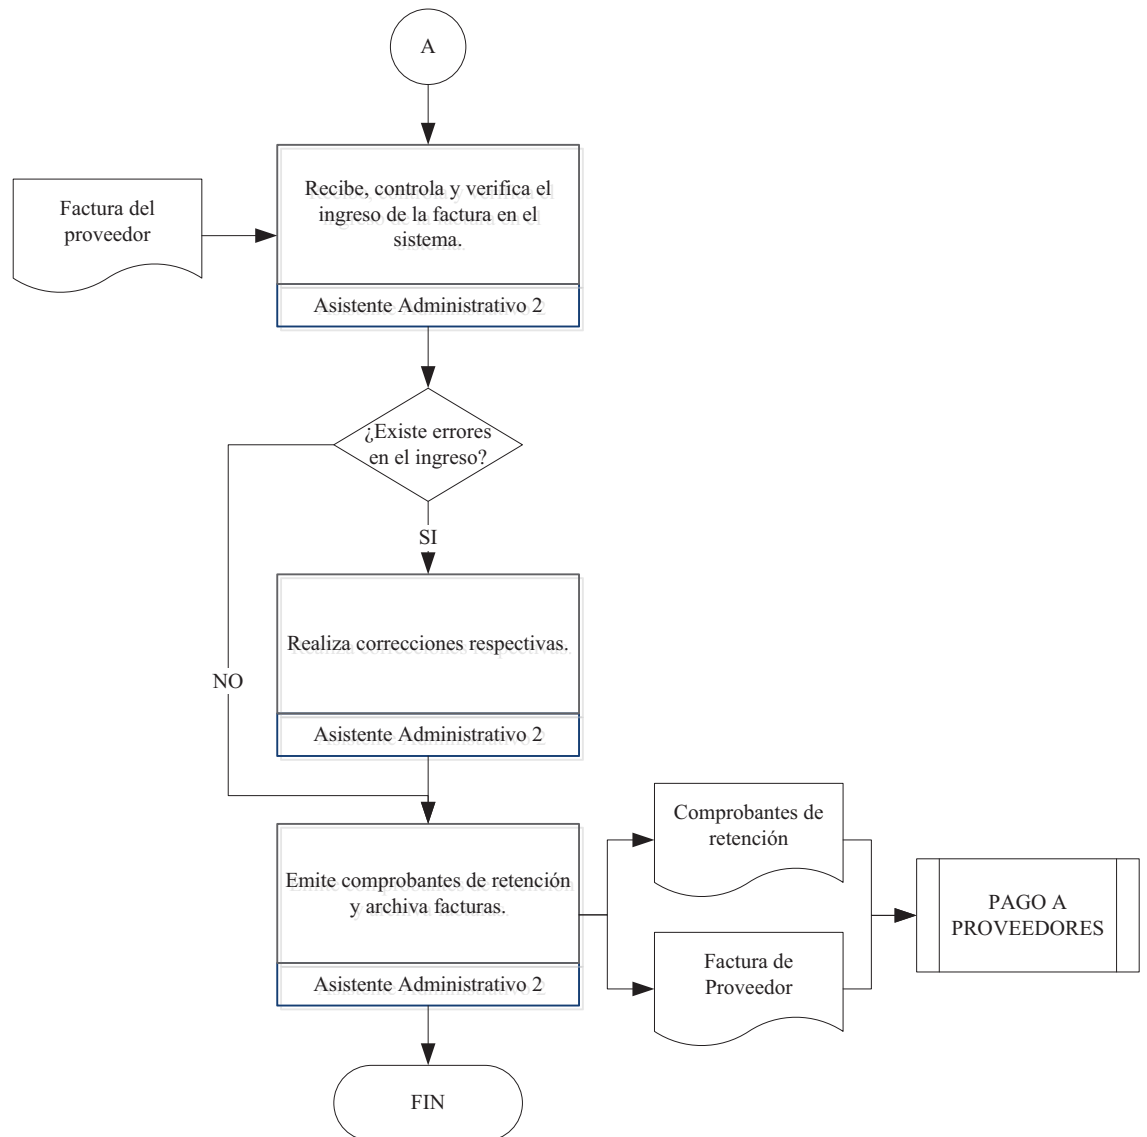 A
Factura del
proveedor
Recibe, controla y verifica el
ingreso de la factura en el
sistema.
Asistente Administrativo 2
¿Existe errores
en el ingreso?
SI
Realiza correcciones respectivas.
NO
Asistente Administrativo 2
Emite comprobantes de retención
y archiva facturas.
Asistente Administrativo 2
Comprobantes de
retención
Factura de
Proveedor
PAGO A
PROVEEDORES
FIN